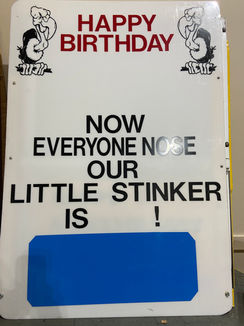 HAPPY
BIRTHDAY
NOW
EVERYONE NOSE
OUR
LITTLE STINKER
IS !